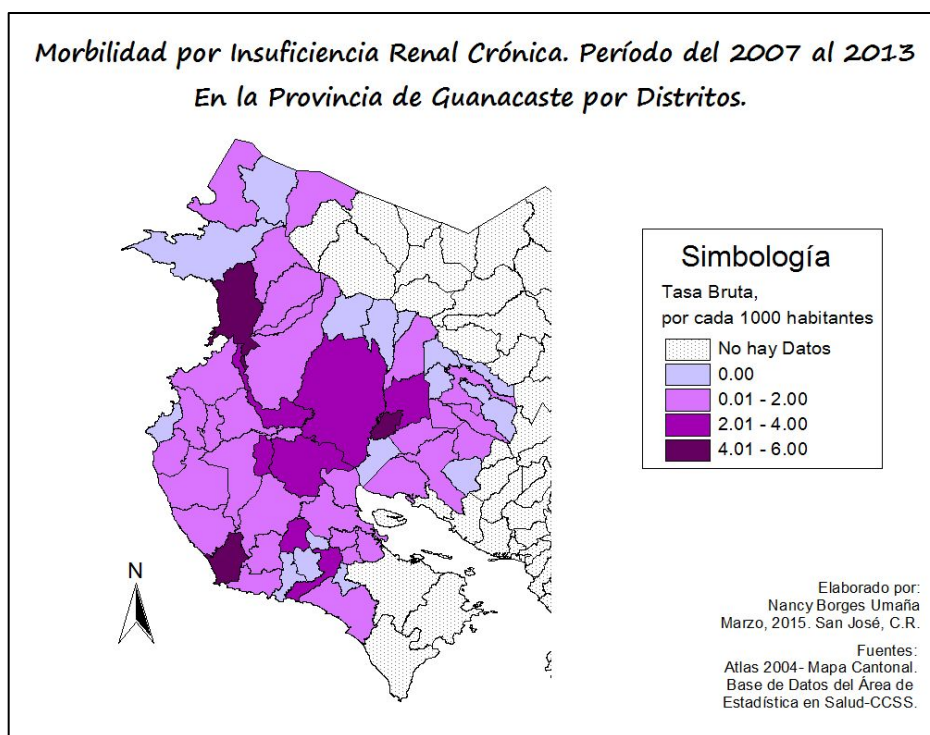 Morbilidad por Insuficiencia Renal Crónica. Período del 2007 al 2013
En la Provincia de Guanacaste por Distritos.
Simbología
Tasa Bruta,
por cada 1000 habitantes
No hay Datos
0.00
0.01 - 2.00
2.01 - 4.00
4.01 - 6.00
N
Elaborado por:
Nancy Borges Umaña
Marzo, 2015. San José, C.R.
Fuentes:
Atlas 2004- Mapa Cantonal.
Base de Datos del Área de
Estadística en Salud-CCSS.